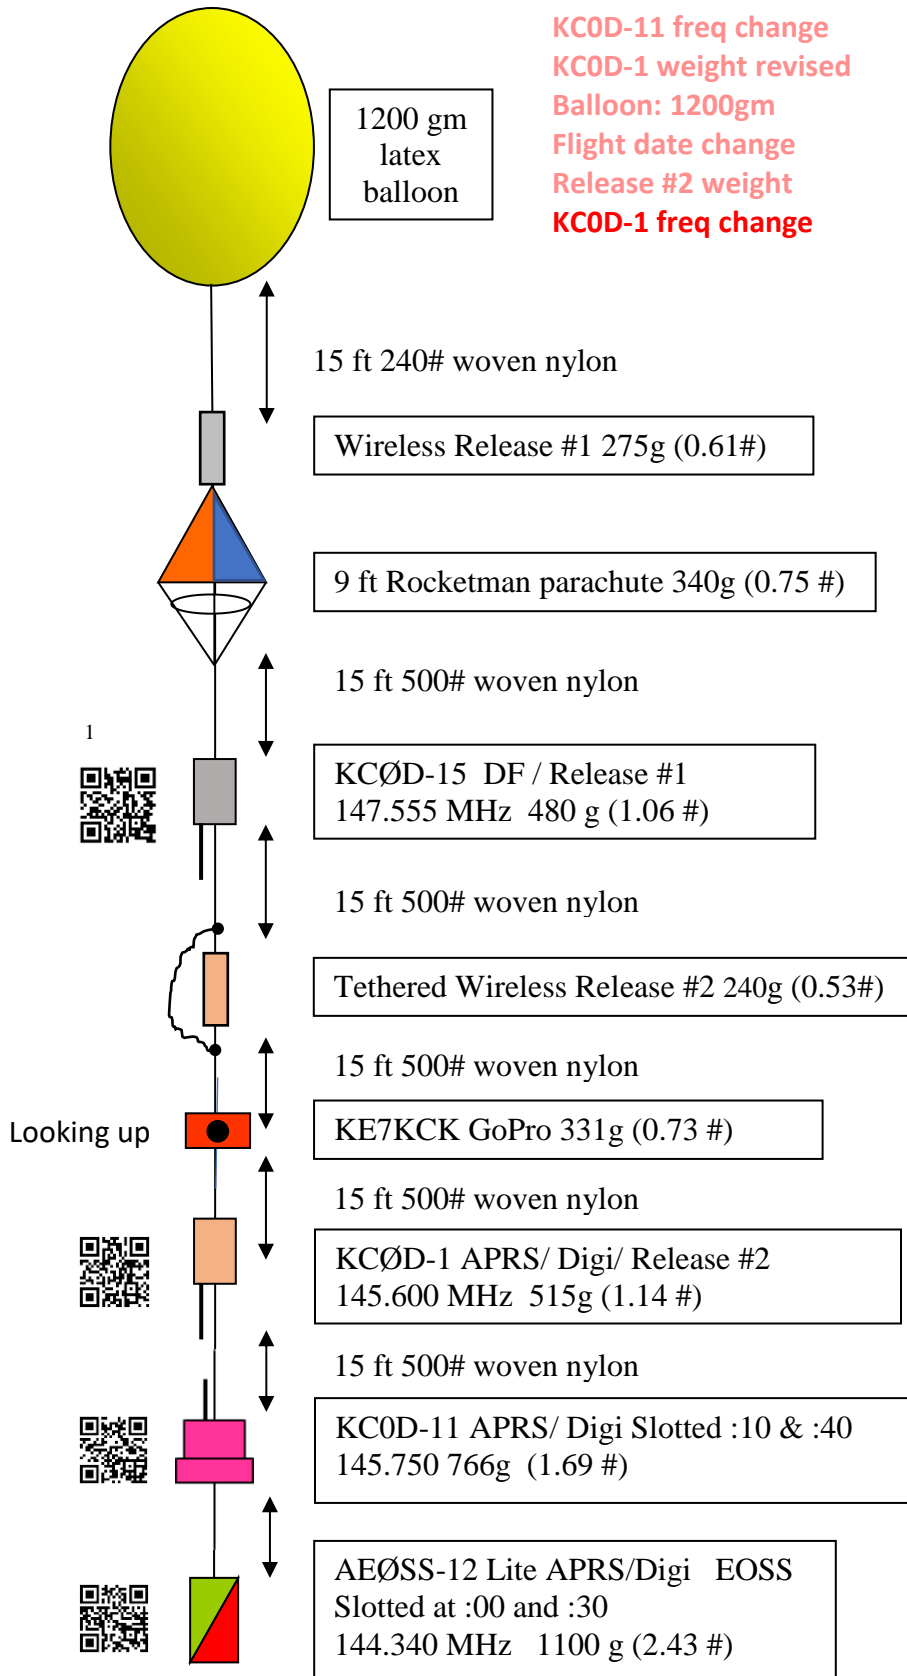 KC0D-11 freq change
KC0D-1 weight revised
Balloon: 1200gm
Flight date change
Release #2 weight
KC0D-1 freq change
1200 gm
latex
balloon
15 ft 240# woven nylon
Wireless Release #1 275g (0.61#)
9 ft Rocketman parachute 340g (0.75 #)
15 ft 500# woven nylon
1
KCØD-15  DF / Release #1
147.555 MHz  480 g (1.06 #)
15 ft 500# woven nylon
Tethered Wireless Release #2 240g (0.53#)
15 ft 500# woven nylon
Looking up
KE7KCK GoPro 331g (0.73 #)
15 ft 500# woven nylon
KCØD-1 APRS/ Digi/ Release #2
145.600 MHz  515g (1.14 #)
15 ft 500# woven nylon
KC0D-11 APRS/ Digi Slotted :10 & :40
145.750 766g  (1.69 #)
AEØSS-12 Lite APRS/Digi   EOSS
Slotted at :00 and :30
144.340 MHz   1100 g (2.43 #)